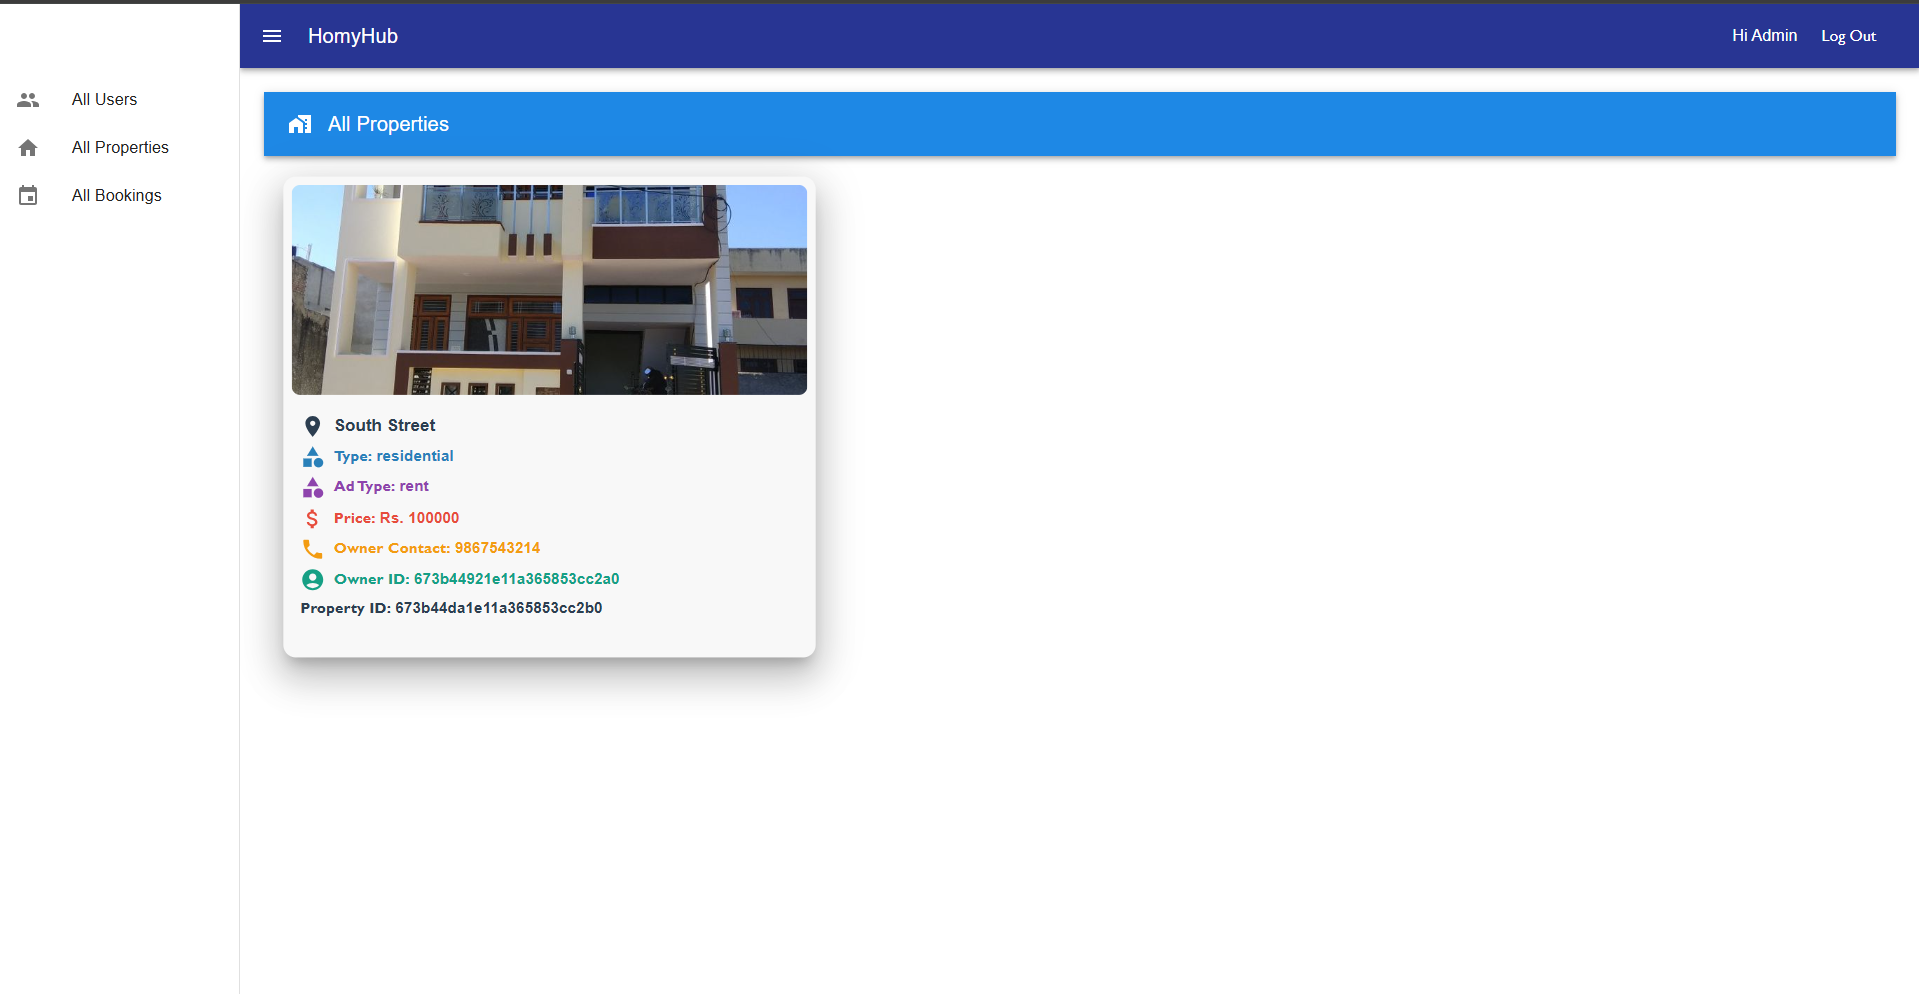 HomyHub
Hi Admin
Log Out
All Users
All Properties
All Bookings
All Properties
South Street
Type: residential
Ad Type: rent
Price: Rs. 100000
Owner Contact: 9867543214
Owner ID: 673b44921e11a365853cc2a0
Property ID: 673b44da1e11a365853cc2b0